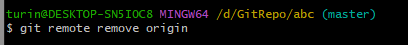 turin@DESKTOP-SN5IOC8 MINGW64 /d/GitRepo/abc (master)
$ git remote remove origin